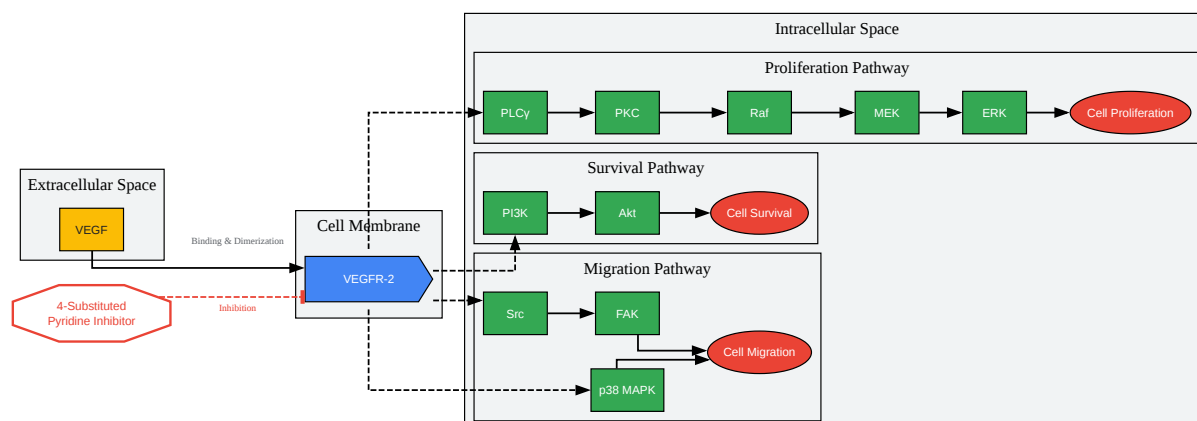 Intracellular Space
Proliferation Pathway
PLCγ
PKC
Raf
MEK
ERK
Cell Proliferation
Survival Pathway
PI3K
Akt
Cell Survival
Extracellular Space
VEGF
Binding & Dimerization
Cell Membrane
VEGFR-2
4-Substituted
Pyridine Inhibitor
Inhibition
Migration Pathway
Src
FAK
Cell Migration
p38 MAPK